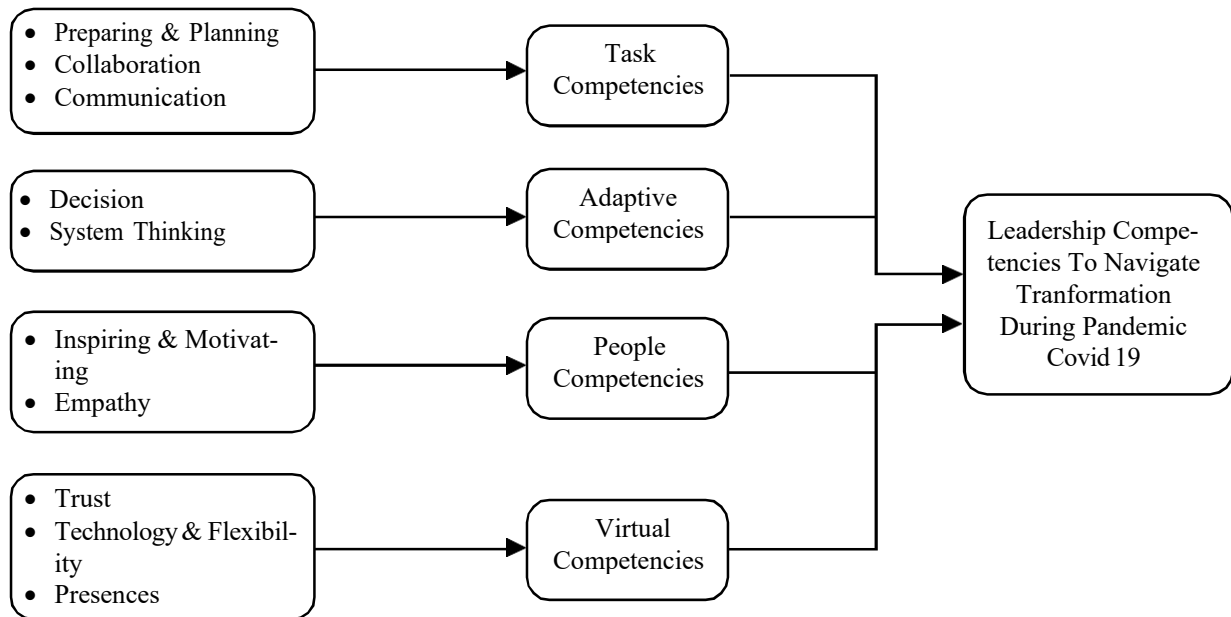 • Preparing & Planning
• Collaboration
• Communication
Task
Competencies
• Decision
• System Thinking
Adaptive
Competencies
• Inspiring & Motivat-
ing
• Empathy
People
Competencies
• Trust
• Technology & Flexibil-
ity
• Presences
Virtual
Competencies
Leadership Compe-
tencies To Navigate
Tranformation
During Pandemic
Covid 19